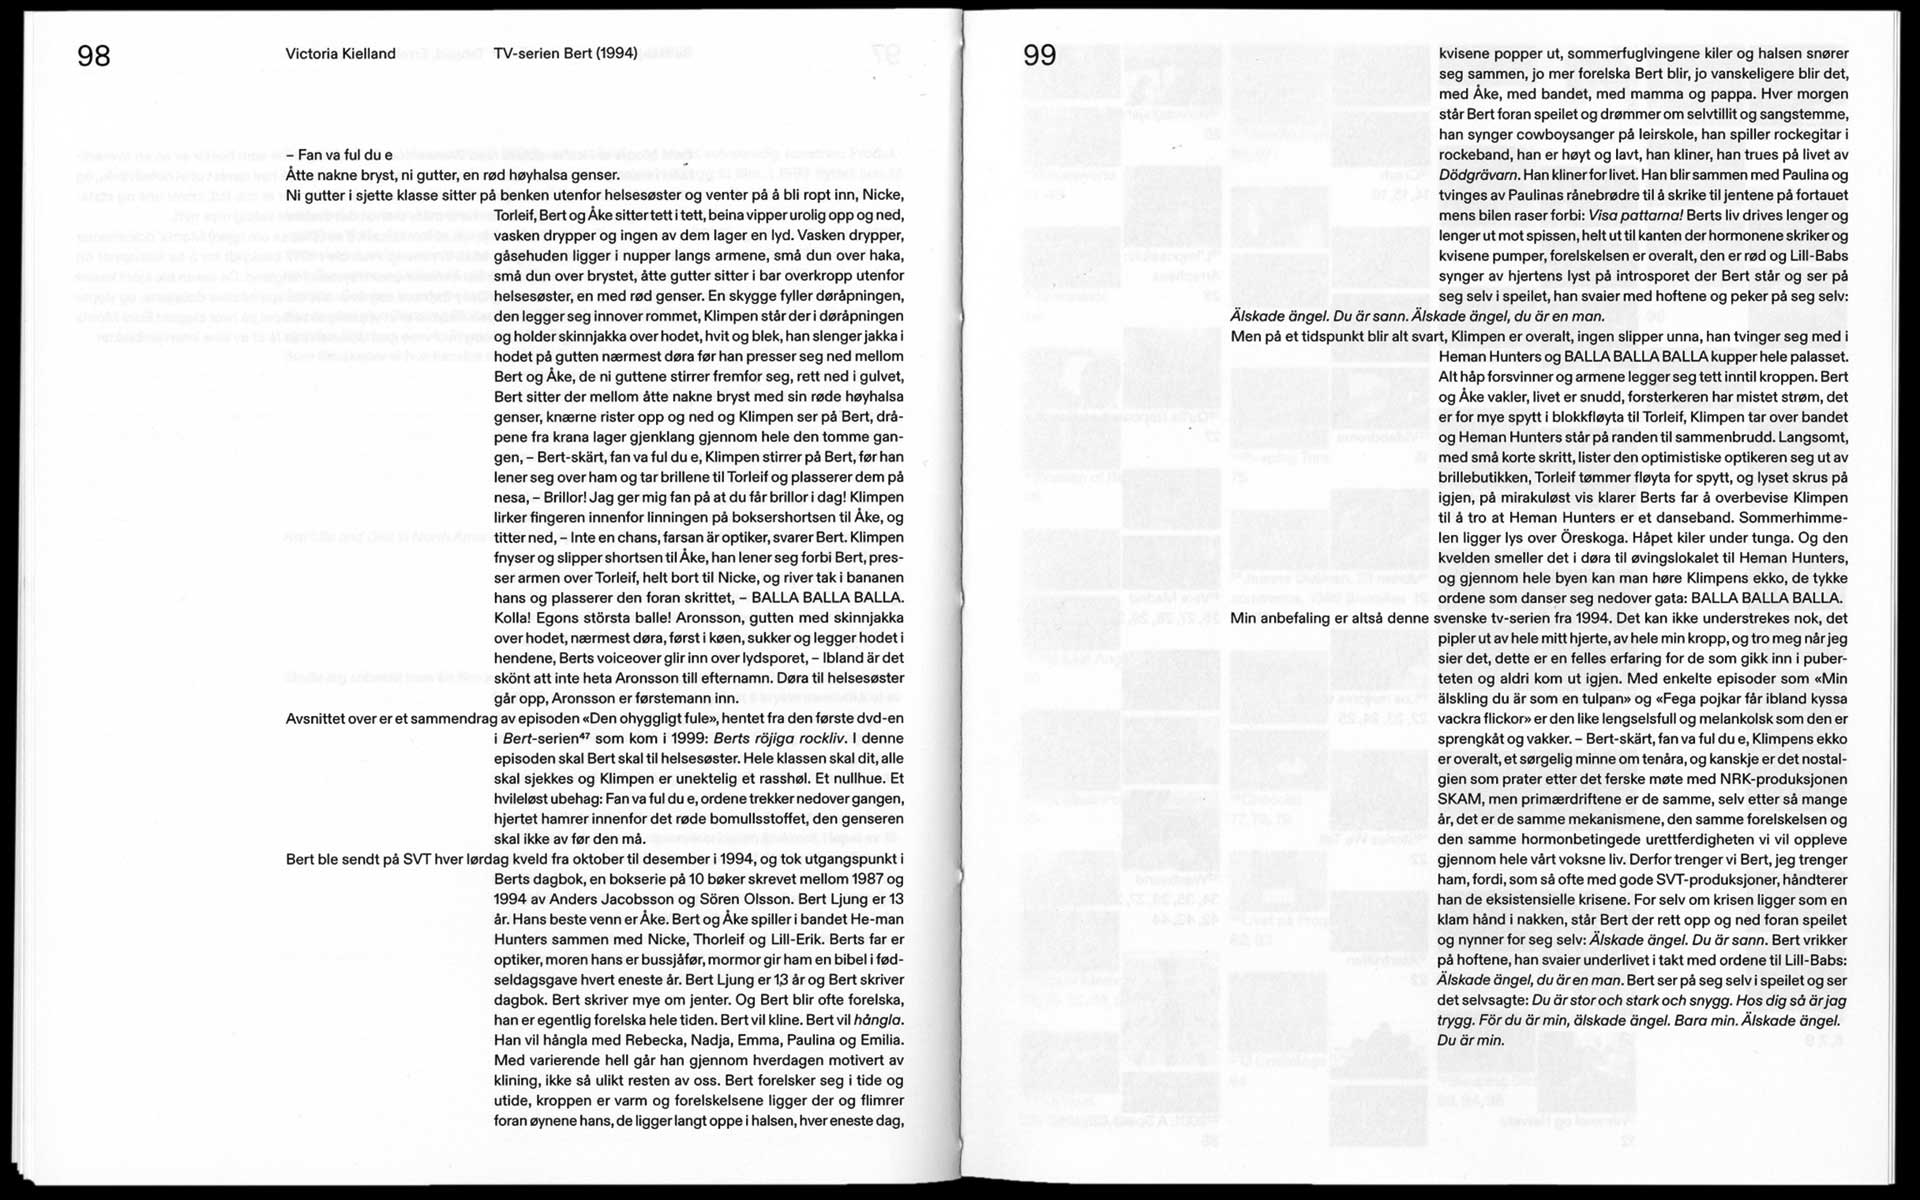 98
Victoria Kielland
TV-serien Bert (1994)
– Fan va ful du e
Åtte nakne bryst, ni gutter, en rød høyhalsa genser.
Ni gutter i sjette klasse sitter på benken utenfor helsesøster og venter på å bli ropt inn, Nicke,
Torleif, Bert og Åke sitter tett i tett, beina vipper urolig opp og ned,
vasken drypper og ingen av dem lager en lyd. Vasken drypper,
gåsehuden ligger i nupper langs armene, små dun over haka,
små dun over brystet, åtte gutter sitter i bar overkropp utenfor
helsesøster, en med rød genser. En skygge fyller døråpningen,
den legger seg innover rommet, Klimpen står der i døråpningen
og holder skinnjakka over hodet, hvit og blek, han slenger jakka i
hodet på gutten nærmest døra før han presser seg ned mellom
Bert og Åke, de ni guttene stirrer fremfor seg, rett ned i gulvet,
Bert sitter der mellom åtte nakne bryst med sin røde høyhalsa
genser, knærne rister opp og ned og Klimpen ser på Bert, drå-
pene fra krana lager gjenklang gjennom hele den tomme gan-
gen, – Bert-skärt, fan va ful du e, Klimpen stirrer på Bert, før han
lener seg over ham og tar brillene til Torleif og plasserer dem på
nesa, – Brillor! Jag ger mig fan på at du får brillor i dag! Klimpen
lirker fingeren innenfor linningen på boksershortsen til Åke, og
titter ned, – Inte en chans, farsan är optiker, svarer Bert. Klimpen
fnyser og slipper shortsen til Åke, han lener seg forbi Bert, pres-
ser armen over Torleif, helt bort til Nicke, og river tak i bananen
hans og plasserer den foran skrittet, – BALLA BALLA BALLA.
Kolla! Egons största balle! Aronsson, gutten med skinnjakka
over hodet, nærmest døra, først i køen, sukker og legger hodet i
hendene, Berts voiceover glir inn over lydsporet, – Ibland är det
skönt att inte heta Aronsson till efternamn. Døra til helsesøster
går opp, Aronsson er førstemann inn.
Avsnittet over er et sammendrag av episoden «Den ohyggligt fule», hentet fra den første dvd-en
i Bert-serien⁴⁷ som kom i 1999: Berts röjiga rockliv. I denne
episoden skal Bert skal til helsesøster. Hele klassen skal dit, alle
skal sjekkes og Klimpen er unektelig et rasshøl. Et nullhue. Et
hvileløst ubehag: Fan va ful du e, ordene trekker nedover gangen,
hjertet hamrer innenfor det røde bomullsstoffet, den genseren
skal ikke av før den må.
Bert ble sendt på SVT hver lørdag kveld fra oktober til desember i 1994, og tok utgangspunkt i
Berts dagbok, en bokserie på 10 bøker skrevet mellom 1987 og
1994 av Anders Jacobsson og Sören Olsson. Bert Ljung er 13
år. Hans beste venn er Åke. Bert og Åke spiller i bandet He-man
Hunters sammen med Nicke, Thorleif og Lill-Erik. Berts far er
optiker, moren hans er bussjåfør, mormor gir ham en bibel i fød-
seldagsgave hvert eneste år. Bert Ljung er 13 år og Bert skriver
dagbok. Bert skriver mye om jenter. Og Bert blir ofte forelska,
han er egentlig forelska hele tiden. Bert vil kline. Bert vil hångla.
Han vil hångla med Rebecka, Nadja, Emma, Paulina og Emilia.
Med varierende hell går han gjennom hverdagen motivert av
klining, ikke så ulikt resten av oss. Bert forelsker seg i tide og
utide, kroppen er varm og forelskelsene ligger der og flimrer
foran øynene hans, de ligger langt oppe i halsen, hver eneste dag,
99
kvisene popper ut, sommerfuglvingene kiler og halsen snører
seg sammen, jo mer forelska Bert blir, jo vanskeligere blir det,
med Åke, med bandet, med mamma og pappa. Hver morgen
står Bert foran speilet og drømmer om selvtillit og sangstemme,
han synger cowboysanger på leirskole, han spiller rockegitar i
rockeband, han er høyt og lavt, han kliner, han trues på livet av
Dödgrävarn. Han kliner for livet. Han blir sammen med Paulina og
tvinges av Paulinas rånebrødre til å skrike til jentene på fortauet
mens bilen raser forbi: Visa pattarna! Berts liv drives lenger og
lenger ut mot spissen, helt ut til kanten der hormonene skriker og
kvisene pumper, forelskelsen er overalt, den er rød og Lill-Babs
synger av hjertens lyst på introsporet der Bert står og ser på
seg selv i speilet, han svaier med hoftene og peker på seg selv:
Älskade ängel. Du är sann. Älskade ängel, du är en man.
Men på et tidspunkt blir alt svart, Klimpen er overalt, ingen slipper unna, han tvinger seg med i
Heman Hunters og BALLA BALLA BALLA kupper hele palasset.
Alt håp forsvinner og armene legger seg tett inntil kroppen. Bert
og Åke vakler, livet er snudd, forsterkeren har mistet strøm, det
er for mye spytt i blokkfløyta til Torleif, Klimpen tar over bandet
og Heman Hunters står på randen til sammenbrudd. Langsomt,
med små korte skritt, lister den optimistiske optikeren seg ut av
brillebutikken, Torleif tømmer fløyta for spytt, og lyset skrus på
igjen, på mirakuløst vis klarer Berts far å overbevise Klimpen
til å tro at Heman Hunters er et danseband. Sommerhimme-
len ligger lys over Öreskoga. Håpet kiler under tunga. Og den
kvelden smeller det i døra til øvingslokalet til Heman Hunters,
og gjennom hele byen kan man høre Klimpens ekko, de tykke
ordene som danser seg nedover gata: BALLA BALLA BALLA.
Min anbefaling er altså denne svenske tv-serien fra 1994. Det kan ikke understrekes nok, det
pipler ut av hele mitt hjerte, av hele min kropp, og tro meg når jeg
sier det, dette er en felles erfaring for de som gikk inn i puber-
teten og aldri kom ut igjen. Med enkelte episoder som «Min
älskling du är som en tulpan» og «Fega pojkar får ibland kyssa
vackra flickor» er den like lengselsfull og melankolsk som den er
sprengkåt og vakker. – Bert-skärt, fan va ful du e, Klimpens ekko
er overalt, et sørgelig minne om tenåra, og kanskje er det nostal-
gien som prater etter det ferske møte med NRK-produksjonen
SKAM, men primærdriftene er de samme, selv etter så mange
år, det er de samme mekanismene, den samme forelskelsen og
den samme hormonbetingede urettferdigheten vi vil oppleve
gjennom hele vårt voksne liv. Derfor trenger vi Bert, jeg trenger
ham, fordi, som så ofte med gode SVT-produksjoner, håndterer
han de eksistensielle krisene. For selv om krisen ligger som en
klam hånd i nakken, står Bert der rett opp og ned foran speilet
og nynner for seg selv: Älskade ängel. Du är sann. Bert vrikker
på hoftene, han svaier underlivet i takt med ordene til Lill-Babs:
Älskade ängel, du är en man. Bert ser på seg selv i speilet og ser
det selvsagte: Du är stor och stark och snygg. Hos dig så är jag
trygg. För du är min, älskade ängel. Bara min. Älskade ängel.
Du är min.